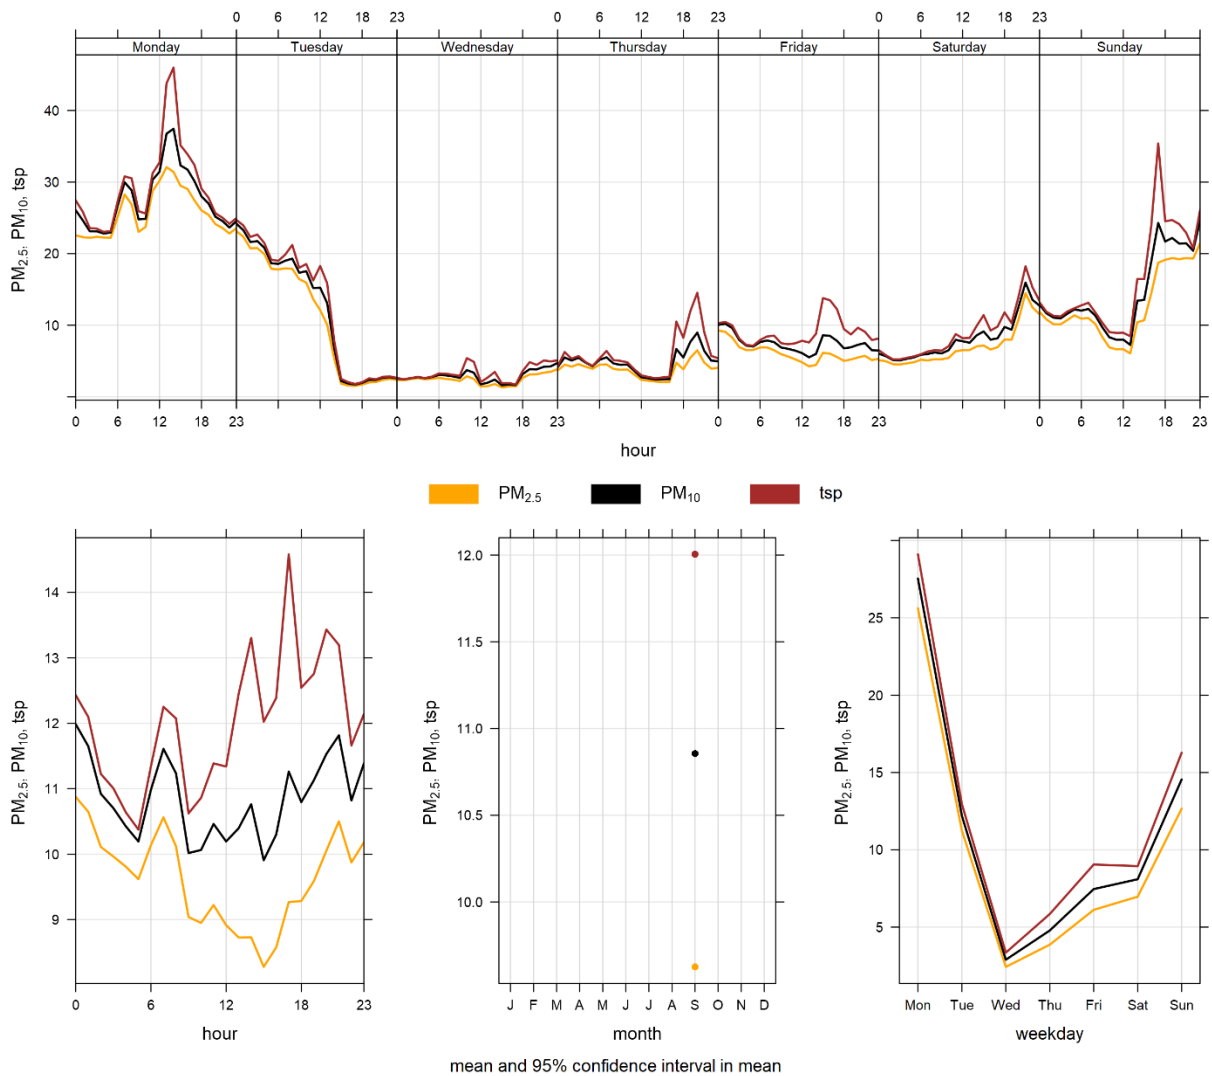 0 6 12 18 23 0 6 12 18 23 0 6 12 18 23
Monday Tuesday Wednesday Thursday Friday Saturday Sunday
PM2.5, PM10, tsp
40
30
20
10
0 6 12 18 23 0 6 12 18 23 0 6 12 18 23 0 6 12 18 23
hour
PM2.5 PM10 tsp
PM2.5, PM10, tsp
14
13
12
11
10
9
0 6 12 18 23
hour
PM2.5, PM10, tsp
12.0
11.5
11.0
10.5
10.0
J F M A M J J A S O N D
month
PM2.5, PM10, tsp
25
20
15
10
5
Mon Tue Wed Thu Fri Sat Sun
weekday
mean and 95% confidence interval in mean